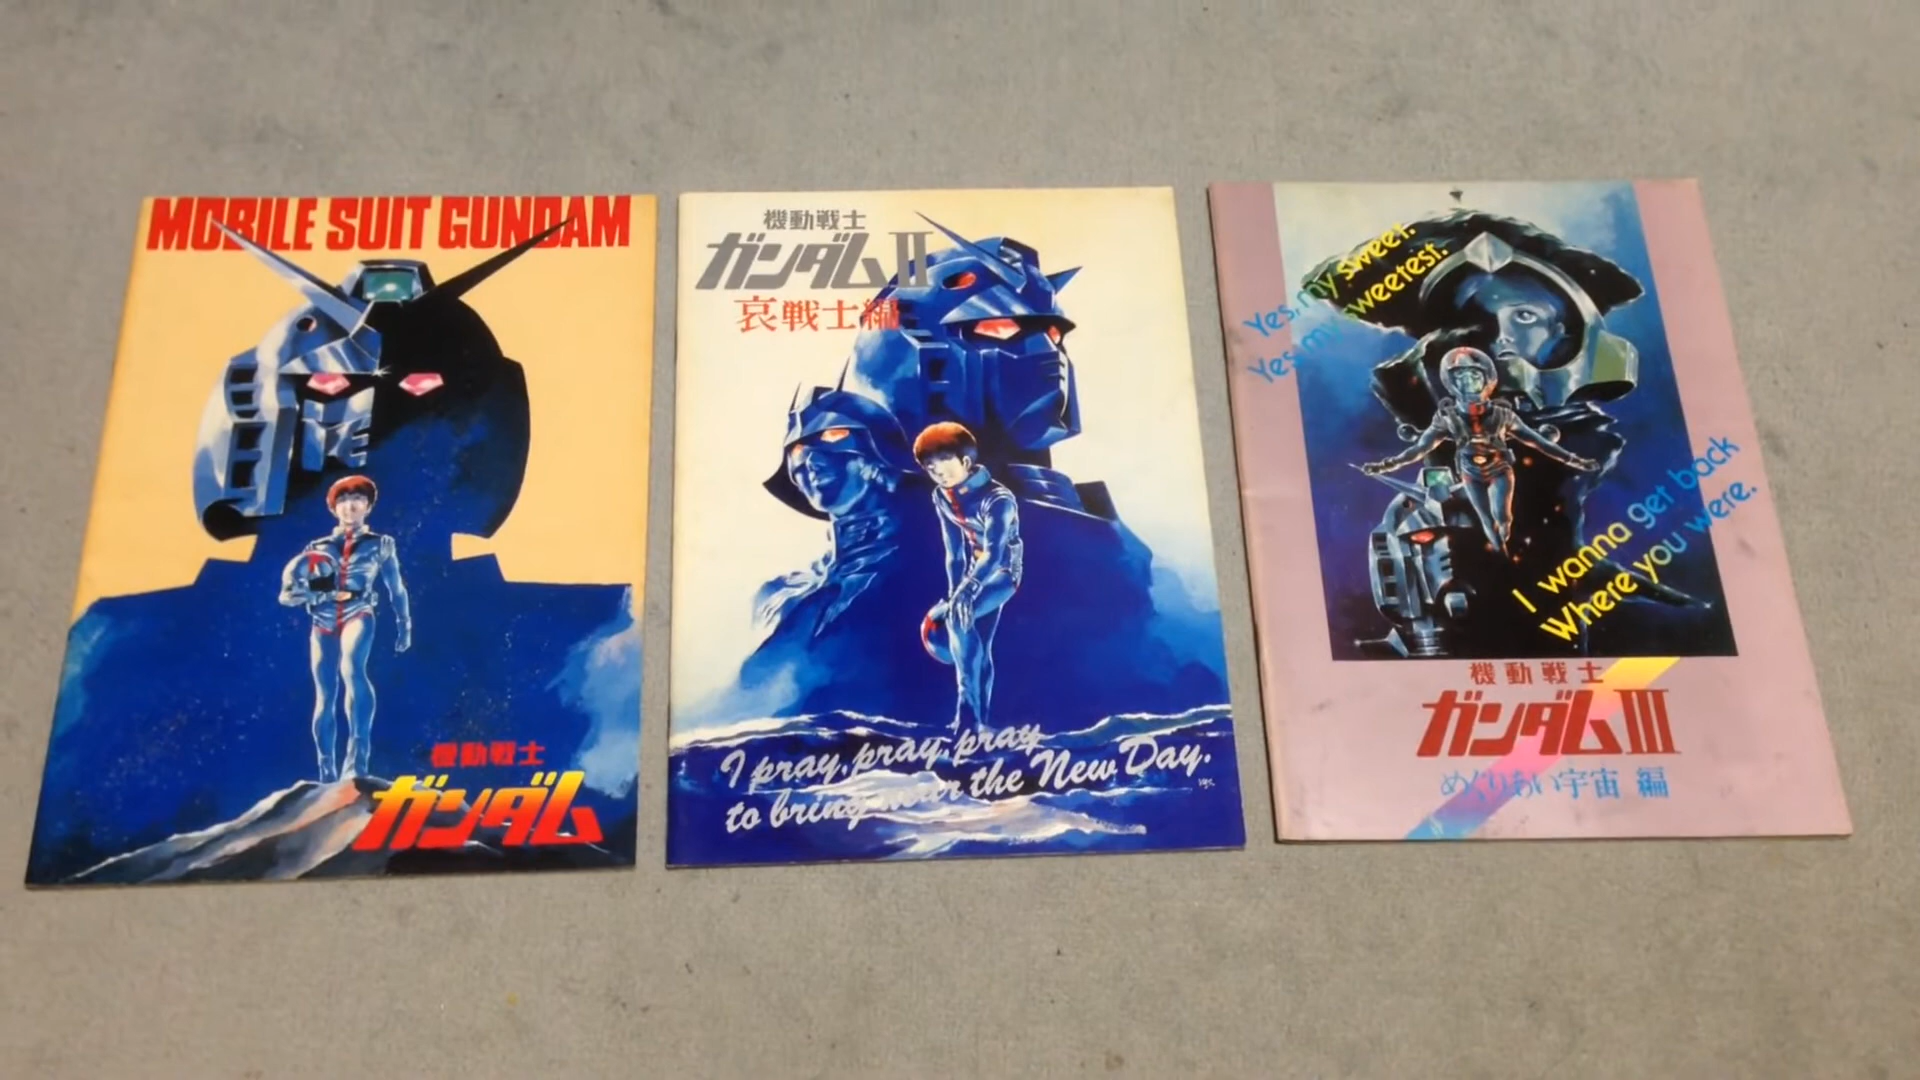 MOBILE SUIT GUNDAM
機動戦士
ガンダム
機動戦士
ガンダムⅡ
哀戦士編
I pray, pray, pray
to bring near the New Day.
Yes, my sweet.
Yes, my sweetest.
I wanna get back
Where you were.
機動戦士
ガンダムⅢ
めぐりあい宇宙 編